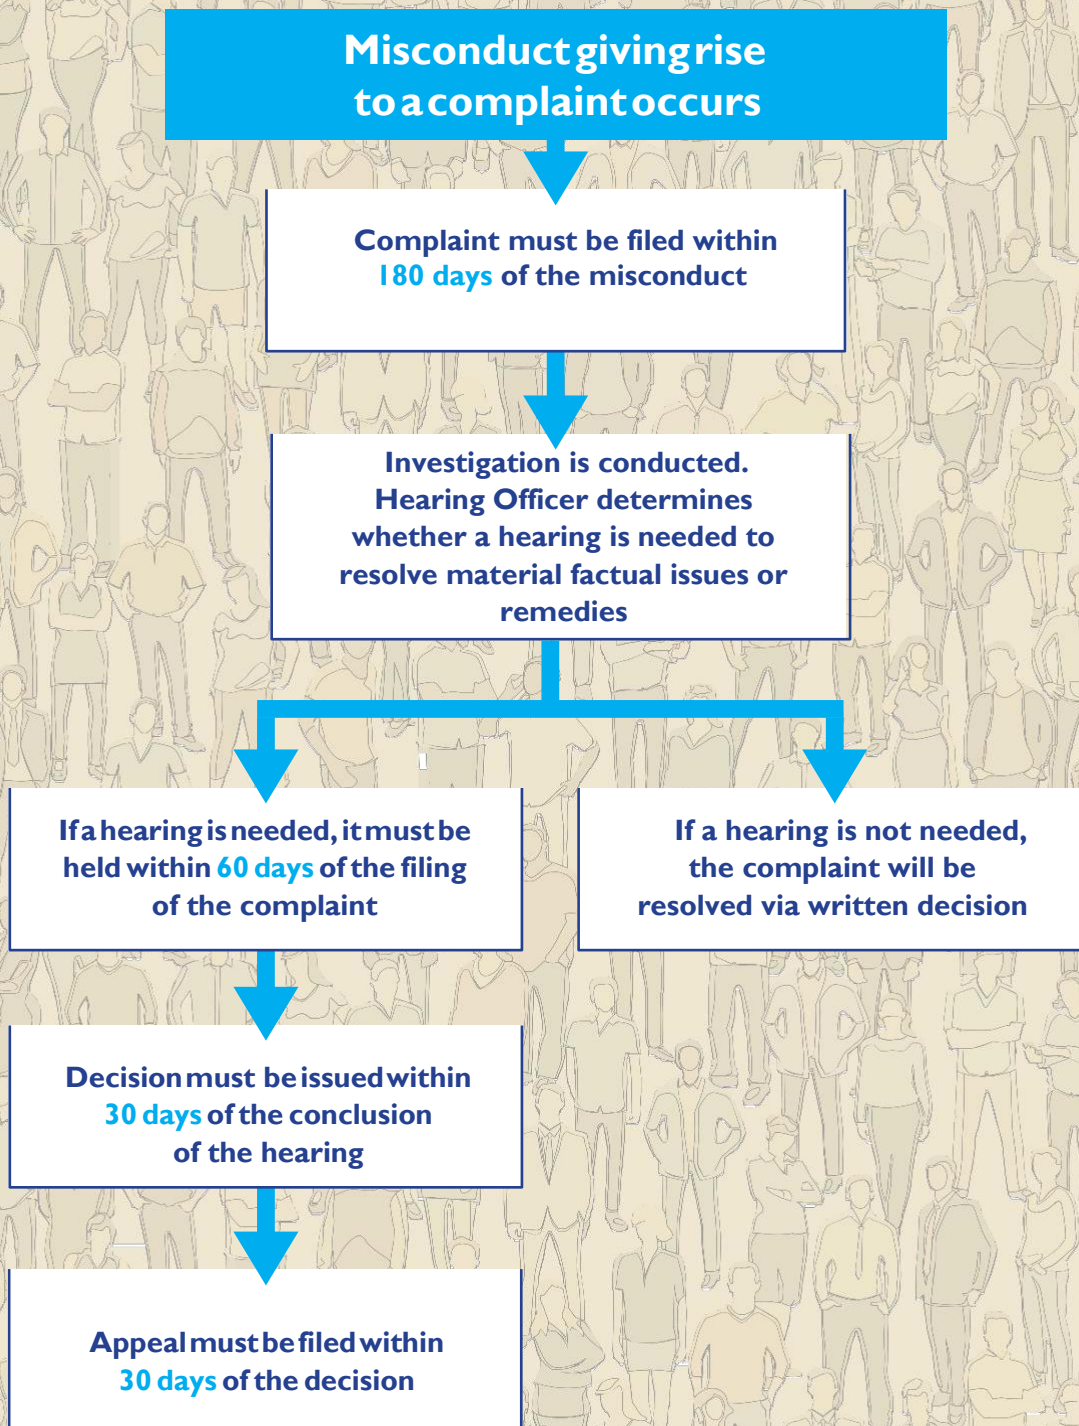 Misconduct giving rise
to a complaint occurs
Complaint must be filed within
180 days of the misconduct
Investigation is conducted.
Hearing Officer determines
whether a hearing is needed to
resolve material factual issues or
remedies
If a hearing is needed, it must be
held within 60 days of the filing
of the complaint
If a hearing is not needed,
the complaint will be
resolved via written decision
Decision must be issued within
30 days of the conclusion
of the hearing
Appeal must be filed within
30 days of the decision